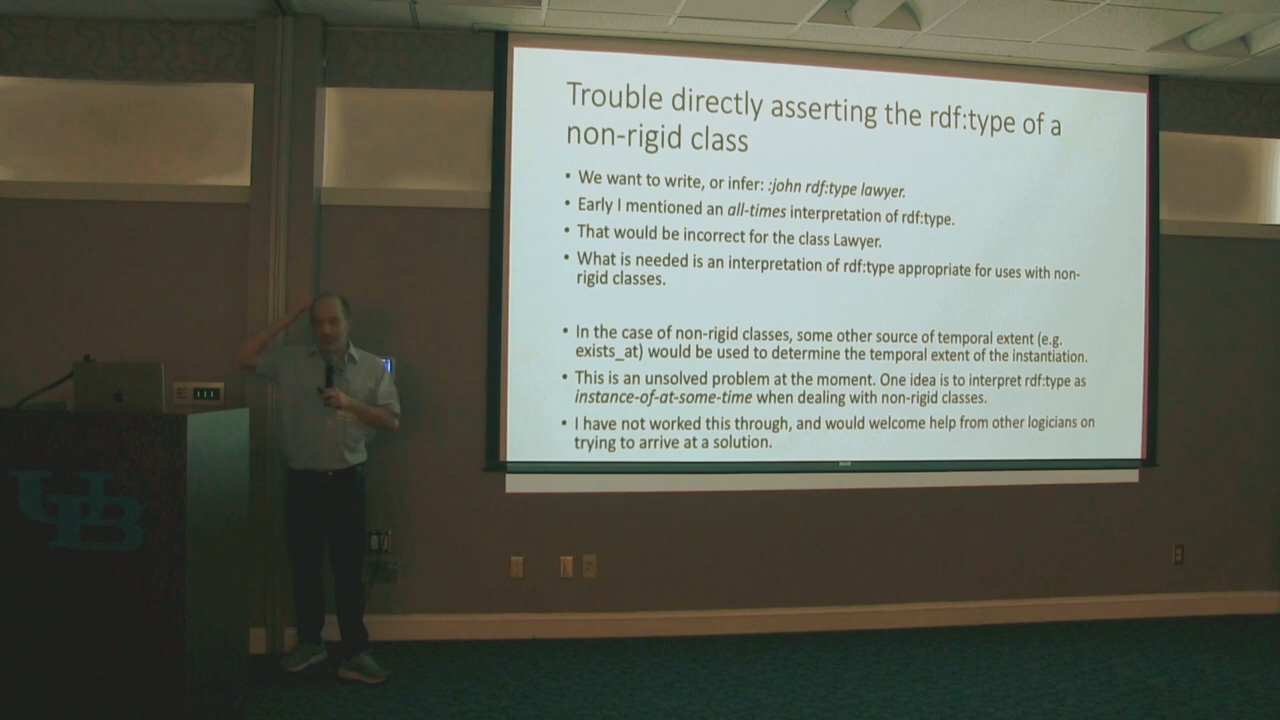 Trouble directly asserting the rdf:type of a
non-rigid class
• We want to write, or infer: :john rdf:type lawyer.
• Early I mentioned an all-times interpretation of rdf:type.
• That would be incorrect for the class Lawyer.
• What is needed is an interpretation of rdf:type appropriate for uses with non-
rigid classes.
• In the case of non-rigid classes, some other source of temporal extent (e.g.
exists_at) would be used to determine the temporal extent of the instantiation.
• This is an unsolved problem at the moment. One idea is to interpret rdf:type as
instance-of-at-some-time when dealing with non-rigid classes.
• I have not worked this through, and would welcome help from other logicians on
trying to arrive at a solution.
UB